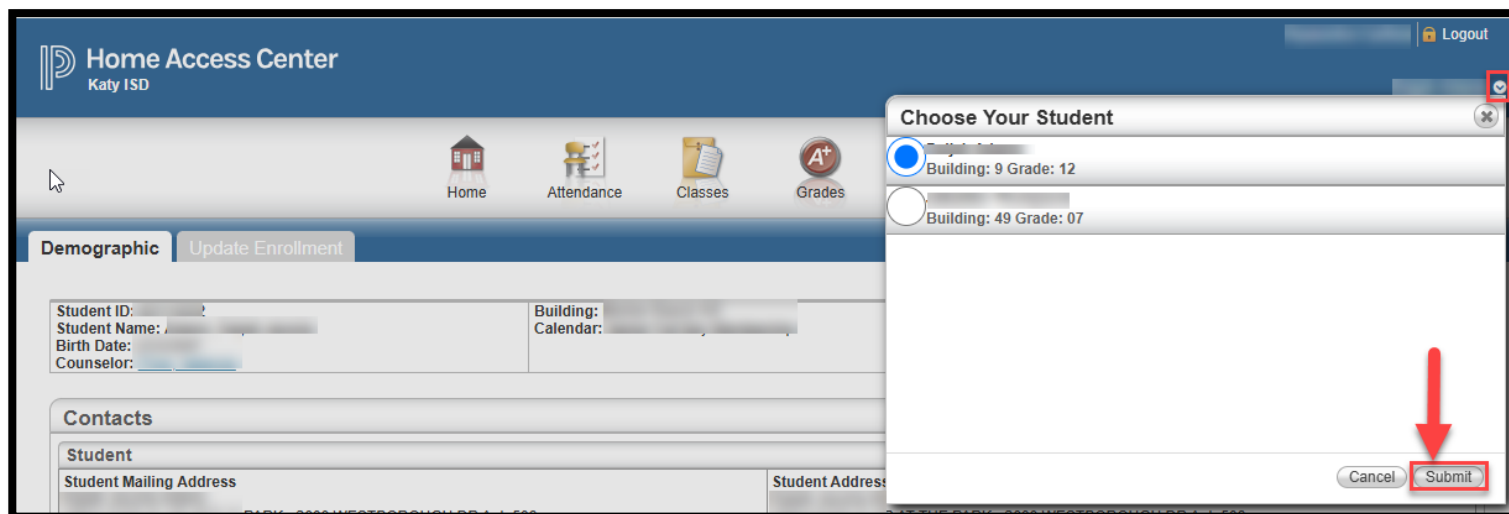 Home Access Center
Katy ISD
Logout
Choose Your Student
Building: 9 Grade: 12
Building: 49 Grade: 07
Home
Attendance
Classes
A+
Grades
Demographic
Update Enrollment
Student ID:
Student Name:
Birth Date:
Counselor:
Building:
Calendar:
Contacts
Student
Student Mailing Address
Student Address
Cancel
Submit